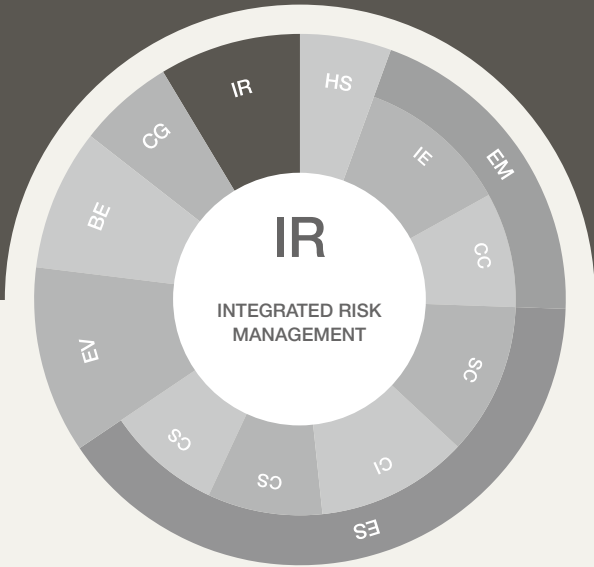 IR
HS
EM
IE
CC
SC
CI
ES
CS
CS
EV
BE
CG
IR
INTEGRATED RISK
MANAGEMENT